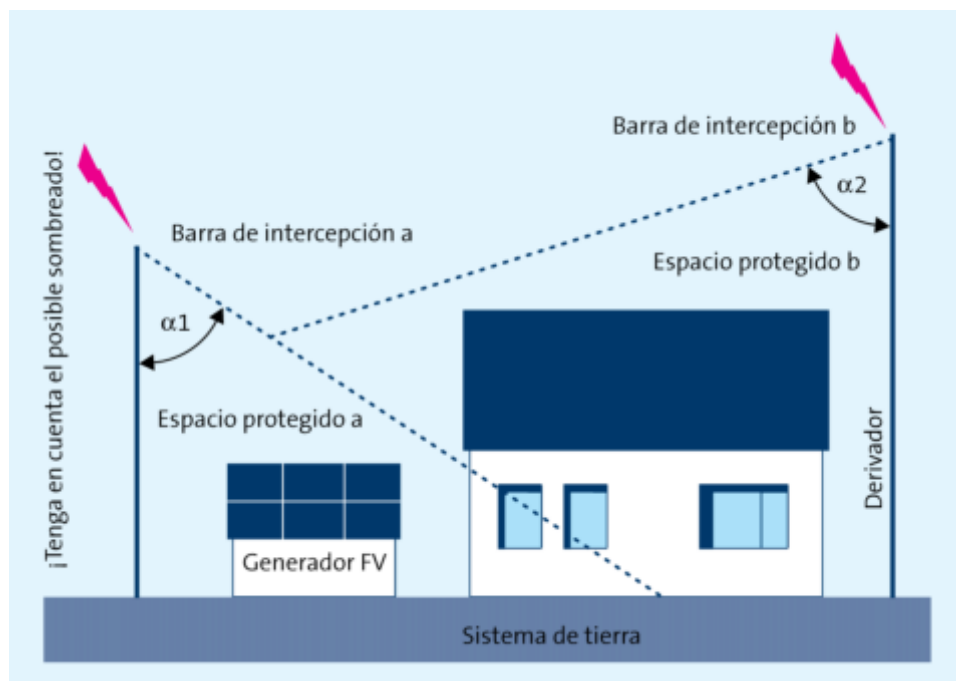 Barra de intercepción b
α2
¡Tenga en cuenta el posible sombreado!
Barra de intercepción a
Espacio protegido b
α1
Espacio protegido a
Derivador
Generador FV
Sistema de tierra